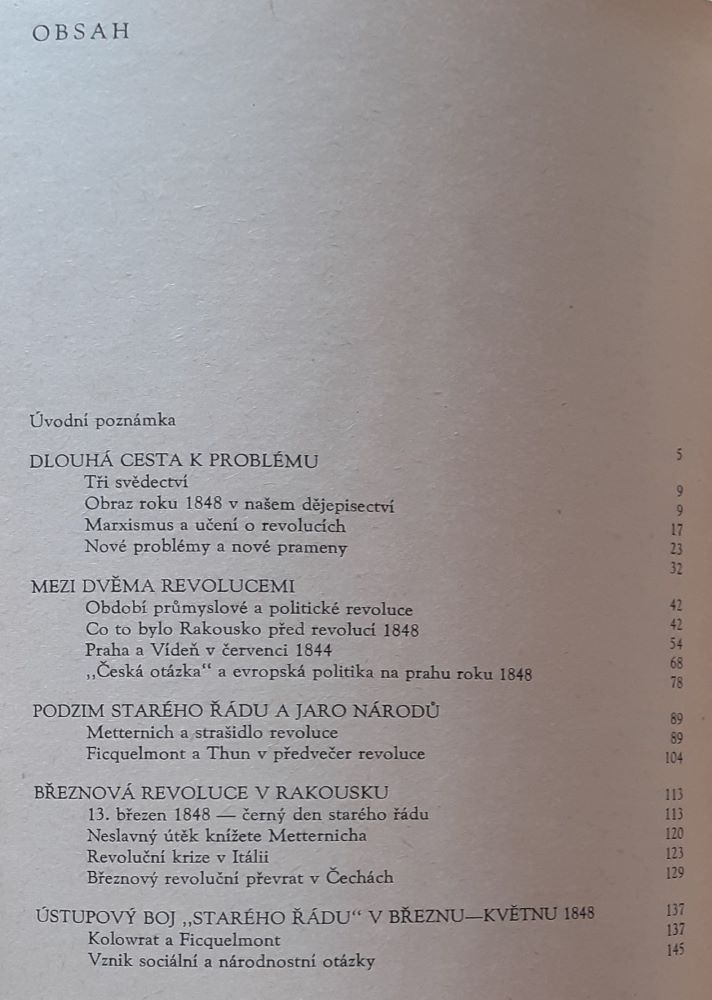 OBSAH
Úvodní poznámka 5
DLOUHÁ CESTA K PROBLÉMU 9
Tři svědectví 9
Obraz roku 1848 v našem dějepisectví 17
Marxismus a učení o revolucích 23
Nové problémy a nové prameny 32
MEZI DVĚMA REVOLUCEMI 42
Období průmyslové a politické revoluce 42
Co to bylo Rakousko před revolucí 1848 54
Praha a Vídeň v červenci 1844 68
„Česká otázka“ a evropská politika na prahu roku 1848 78
PODZIM STARÉHO ŘÁDU A JARO NÁRODŮ 89
Metternich a strašidlo revoluce 89
Ficquelmont a Thun v předvečer revoluce 104
BŘEZNOVÁ REVOLUCE V RAKOUSKU 113
13. březen 1848 — černý den starého řádu 113
Neslavný útěk knížete Metternicha 120
Revoluční krize v Itálii 123
Březnový revoluční převrat v Čechách 129
ÚSTUPOVÝ BOJ „STARÉHO ŘÁDU“ V BŘEZNU—KVĚTNU 1848 137
Kolowrat a Ficquelmont 137
Vznik sociální a národnostní otázky 145